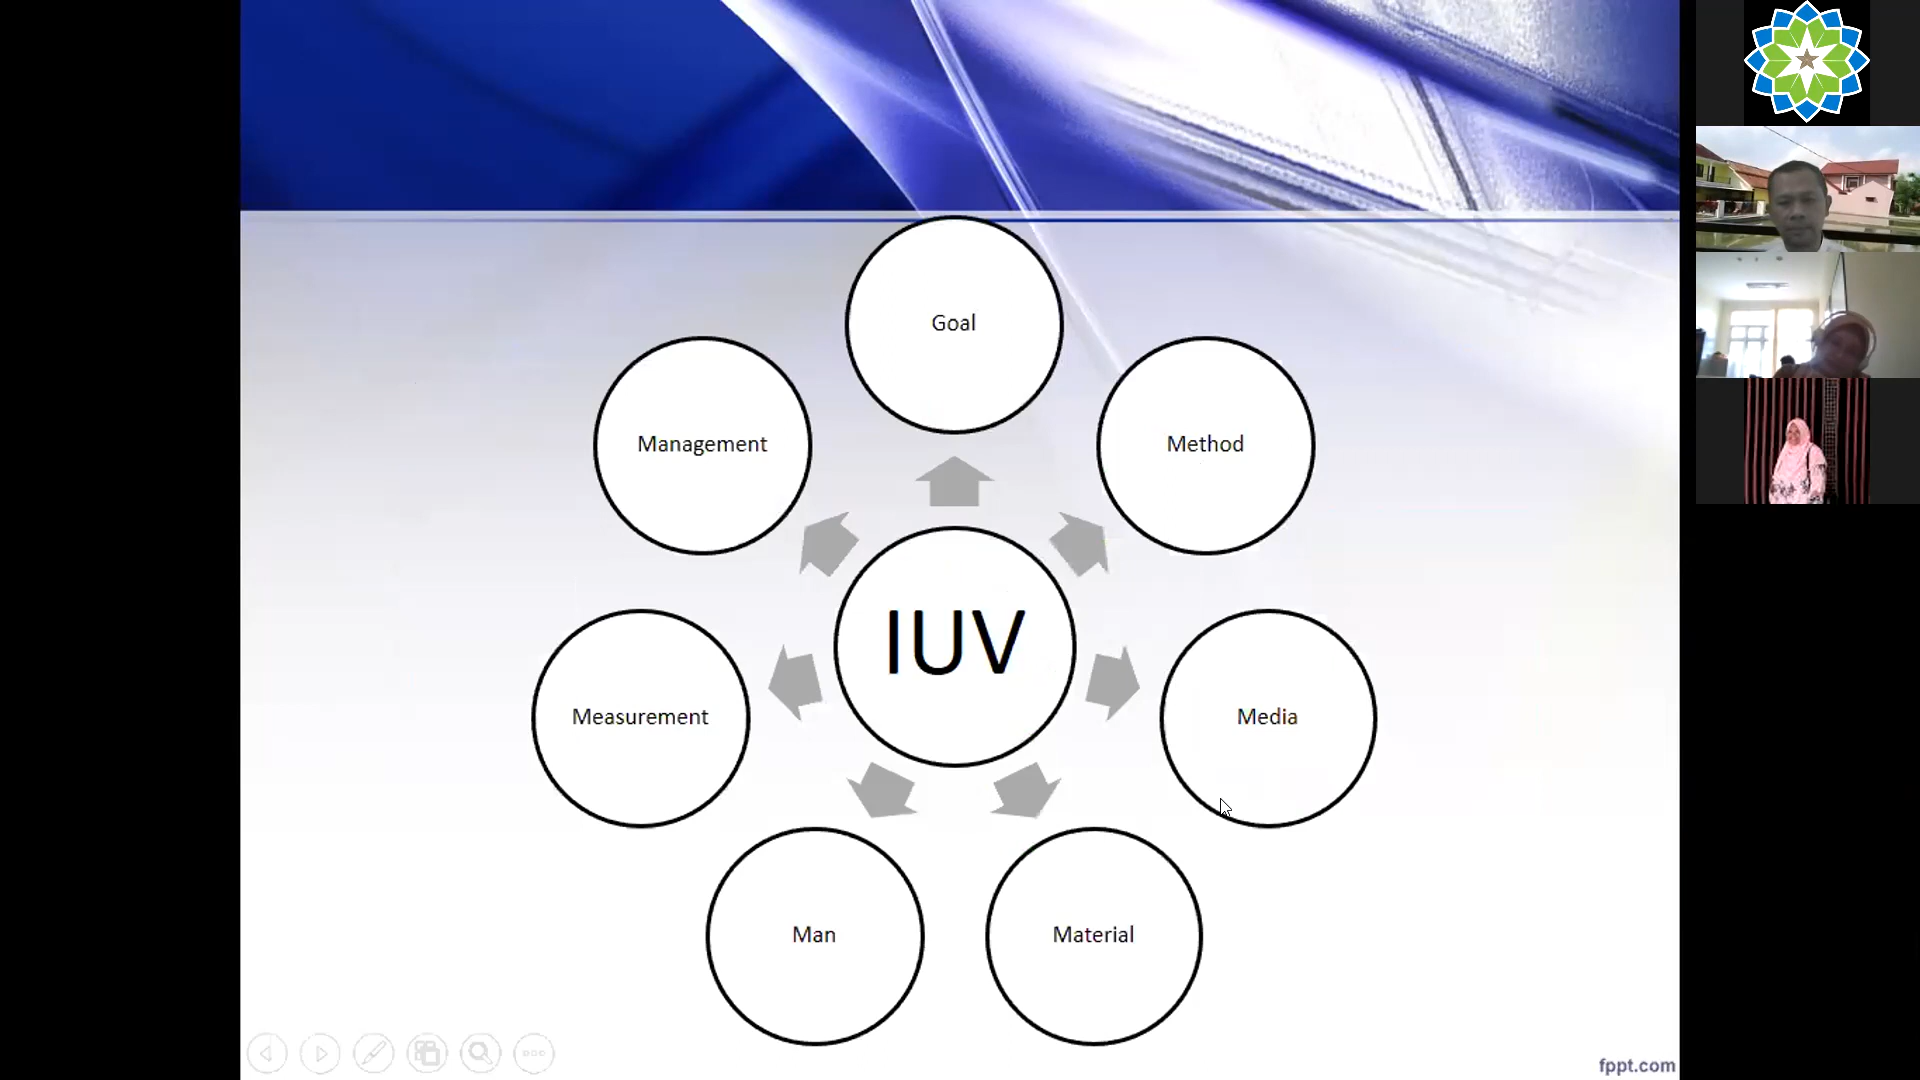 Goal
Management
Method
IUV
Measurement
Media
Man
Material
fppt.com